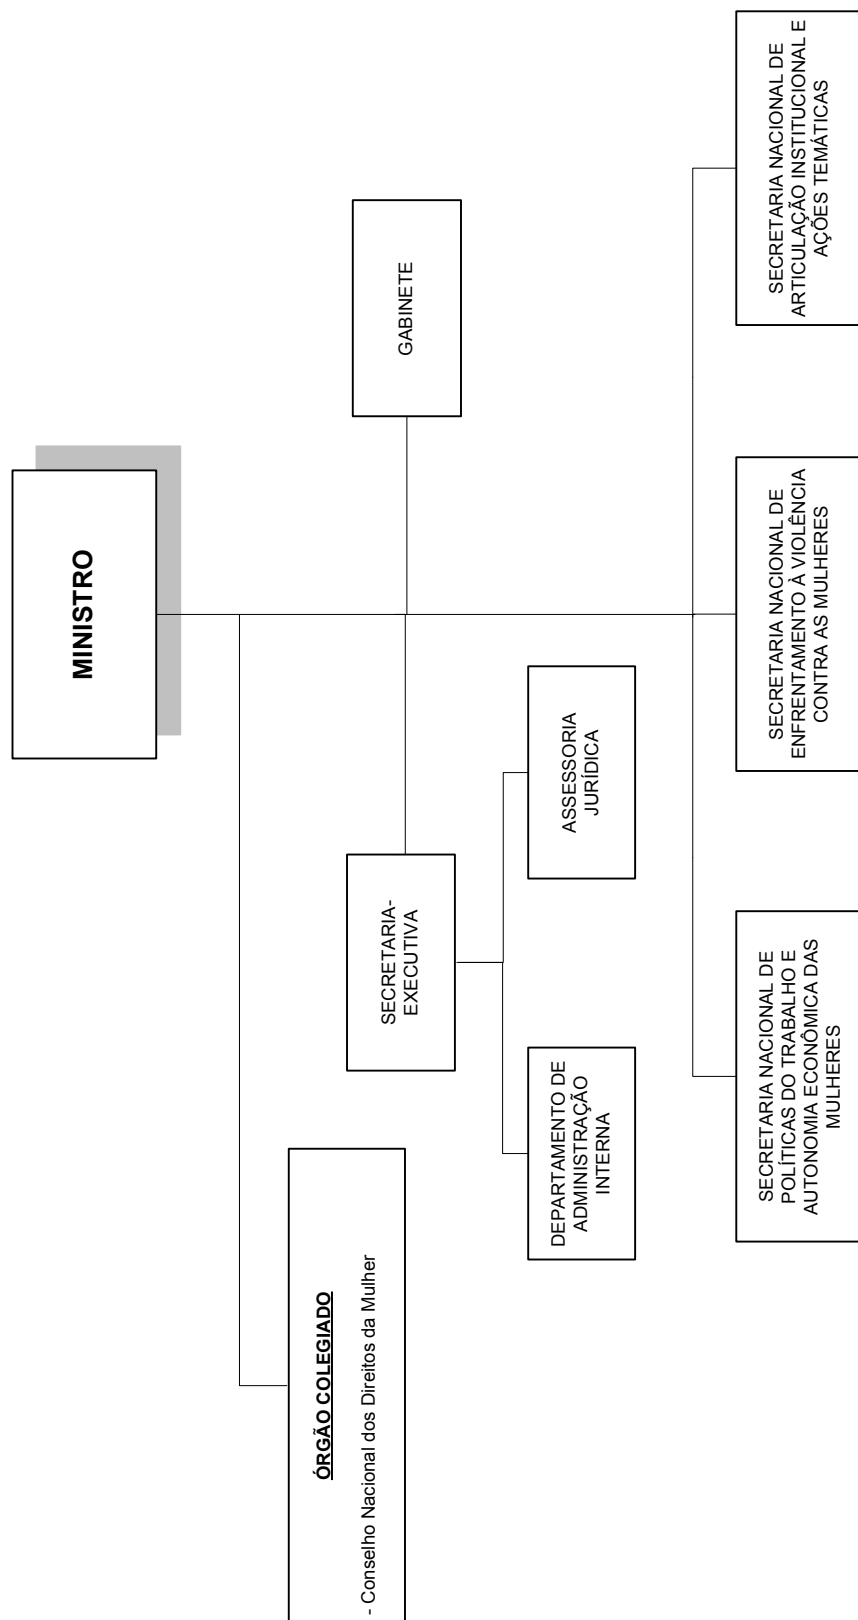 MINISTRO
ÓRGÃO COLEGIADO
- Conselho Nacional dos Direitos da Mulher
SECRETARIA-
EXECUTIVA
GABINETE
DEPARTAMENTO DE
ADMINISTRAÇÃO
INTERNA
ASSESSORIA
JURÍDICA
SECRETARIA NACIONAL DE
POLÍTICAS DO TRABALHO E
AUTONOMIA ECONÔMICA DAS
MULHERES
SECRETARIA NACIONAL DE
ENFRENTAMENTO À VIOLÊNCIA
CONTRA AS MULHERES
SECRETARIA NACIONAL DE
ARTICULAÇÃO INSTITUCIONAL E
AÇÕES TEMÁTICAS